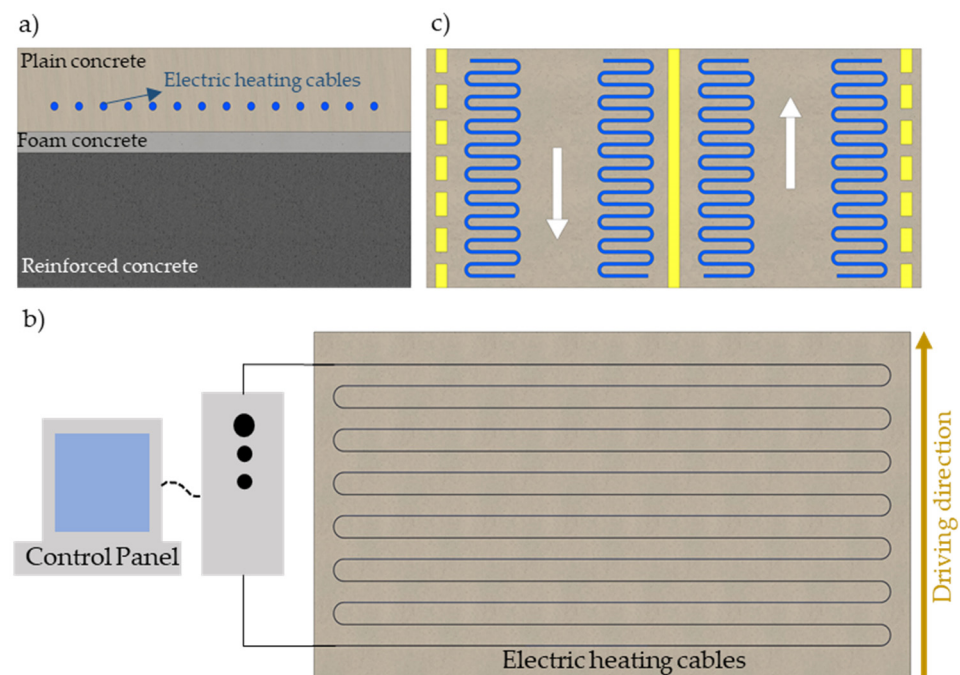 a)
Plain concrete
Electric heating cables
Foam concrete
Reinforced concrete
c)
b)
Control Panel
Electric heating cables
Driving direction